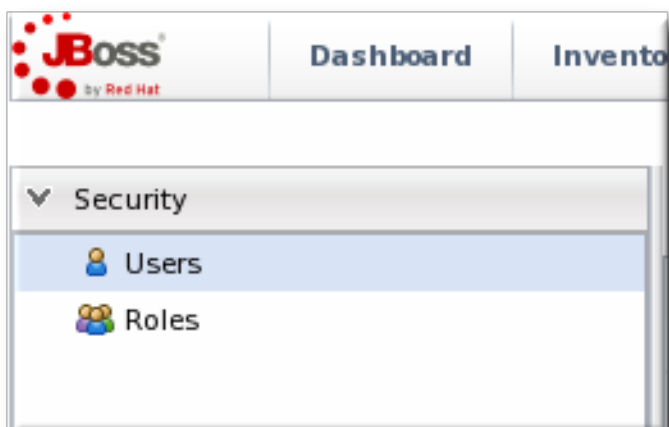 JBoss
by Red Hat
Dashboard
Invento
Security
Users
Roles